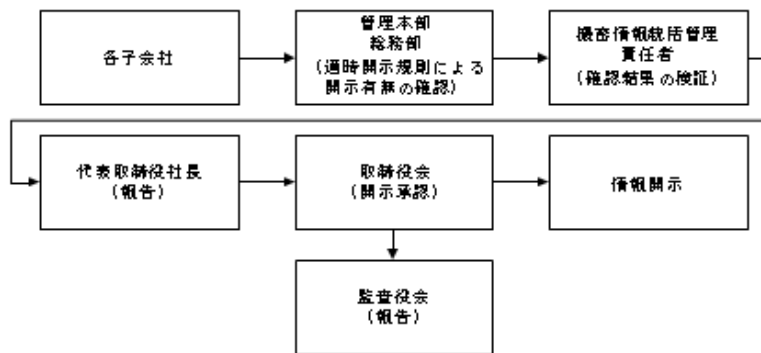 各子会社
管理本部
総務部
（適時開示規則による
開示有無の確認）
機密情報統括管理
責任者
（確認結果の検証）
代表取締役社長
（報告）
取締役会
（開示承認）
情報開示
監査役会
（報告）